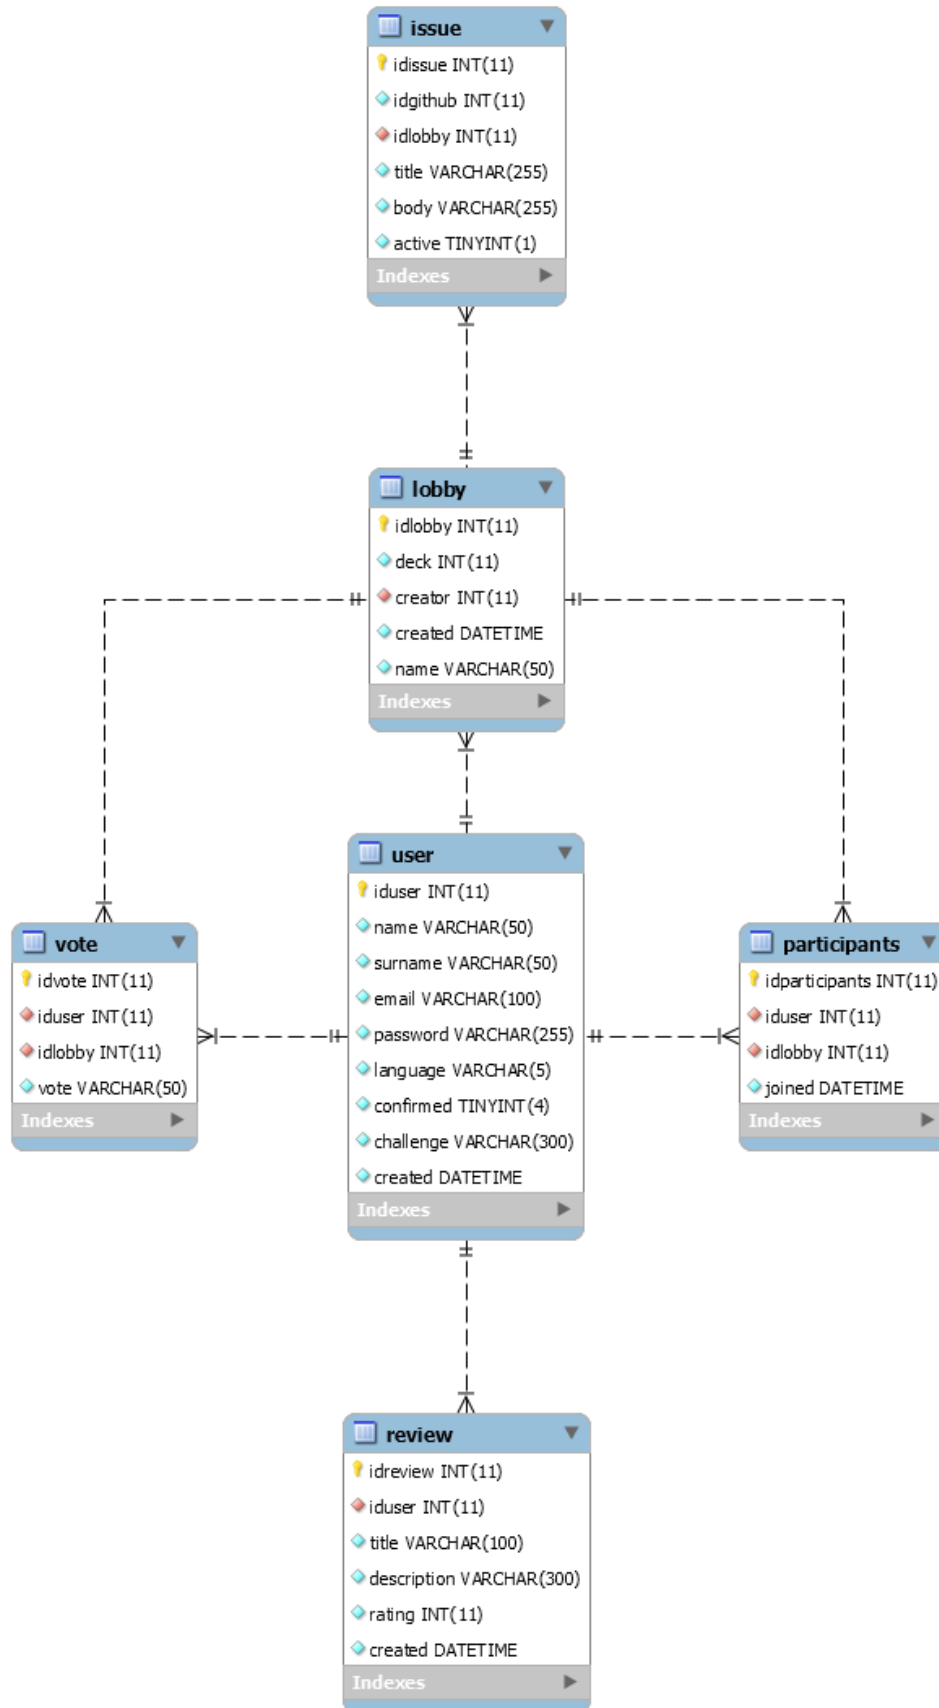 issue
idissue INT(11)
idgithub INT(11)
idlobby INT(11)
title VARCHAR(255)
body VARCHAR(255)
active TINYINT(1)
Indexes
lobby
idlobby INT(11)
deck INT(11)
creator INT(11)
created DATETIME
name VARCHAR(50)
Indexes
user
iduser INT(11)
name VARCHAR(50)
surname VARCHAR(50)
email VARCHAR(100)
password VARCHAR(255)
language VARCHAR(5)
confirmed TINYINT(4)
challenge VARCHAR(300)
created DATETIME
Indexes
vote
idvote INT(11)
iduser INT(11)
idlobby INT(11)
vote VARCHAR(50)
Indexes
participants
idparticipants INT(11)
iduser INT(11)
idlobby INT(11)
joined DATETIME
Indexes
review
idreview INT(11)
iduser INT(11)
title VARCHAR(100)
description VARCHAR(300)
rating INT(11)
created DATETIME
Indexes